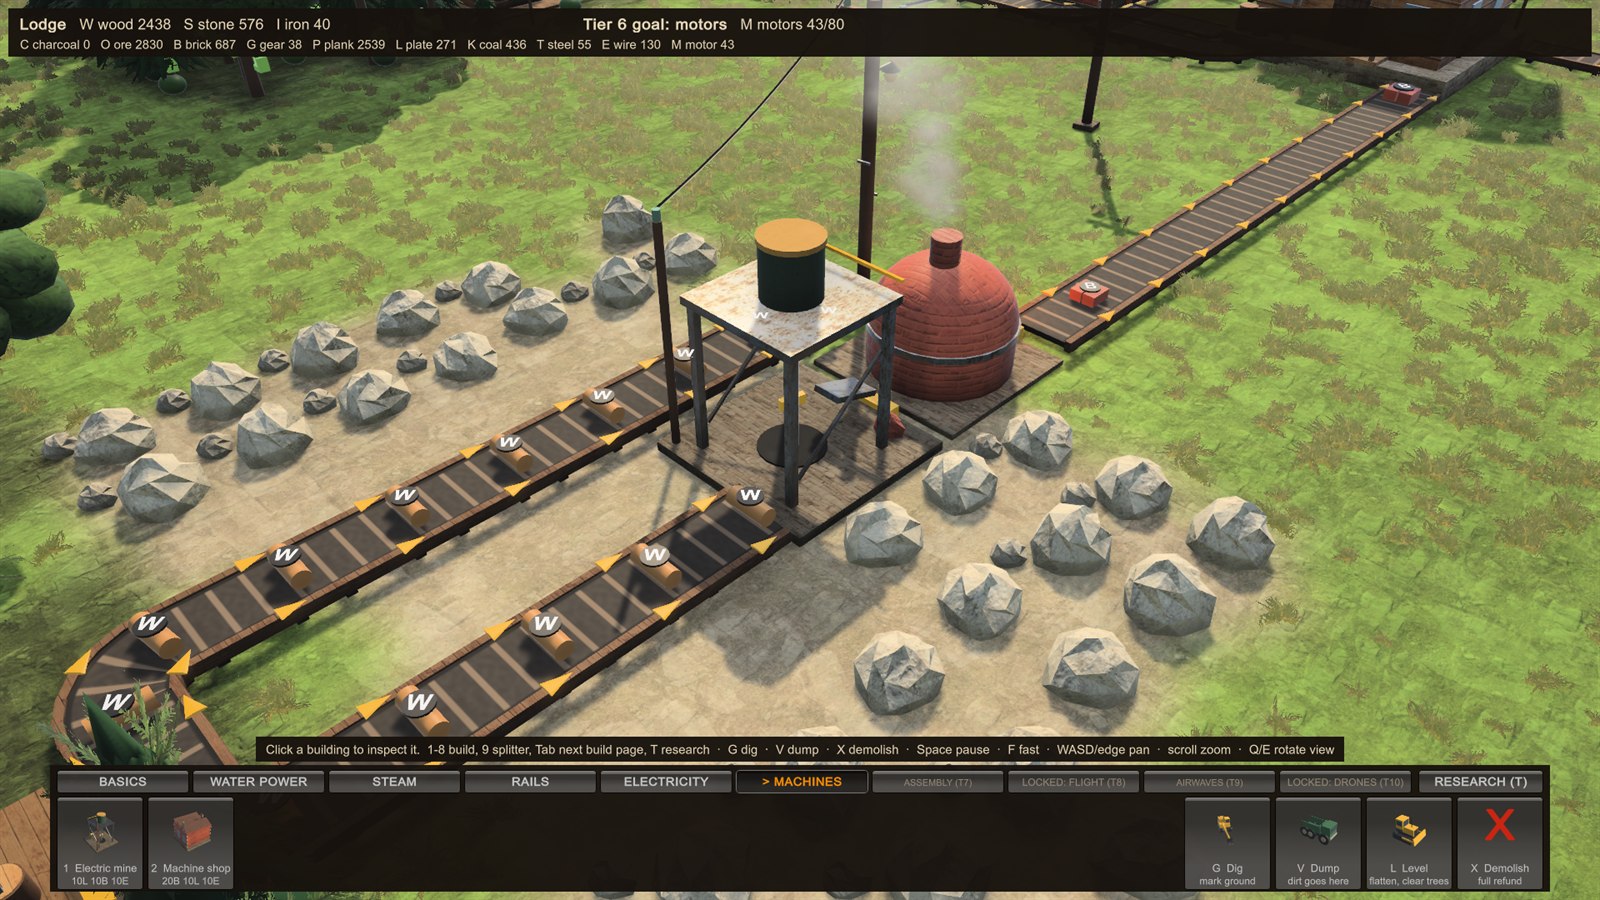 Lodge W wood 2438 S stone 576 I iron 40
Tier 6 goal: motors M motors 43/80
C charcoal 0 O ore 2830 B brick 687 G gear 38 P plank 2539 L plate 271 K coal 436 T steel 55 E wire 130 M motor 43
B
B
W
W
W
W
W
W
W
W
W
W
W
W
W
Click a building to inspect it. 1-8 build, 9 splitter, Tab next build page, T research · G dig · V dump · X demolish · Space pause · F fast · WASD/edge pan · scroll zoom · Q/E rotate view
BASICS
WATER POWER
STEAM
RAILS
ELECTRICITY
> MACHINES
ASSEMBLY (T7)
LOCKED: FLIGHT (T8)
AIRWAVES (T9)
LOCKED: DRONES (T10)
RESEARCH (T)
1 Electric mine
10L 10B 10E
2 Machine shop
20B 10L 10E
G Dig
mark ground
V Dump
dirt goes here
L Level
flatten, clear trees
X Demolish
full refund